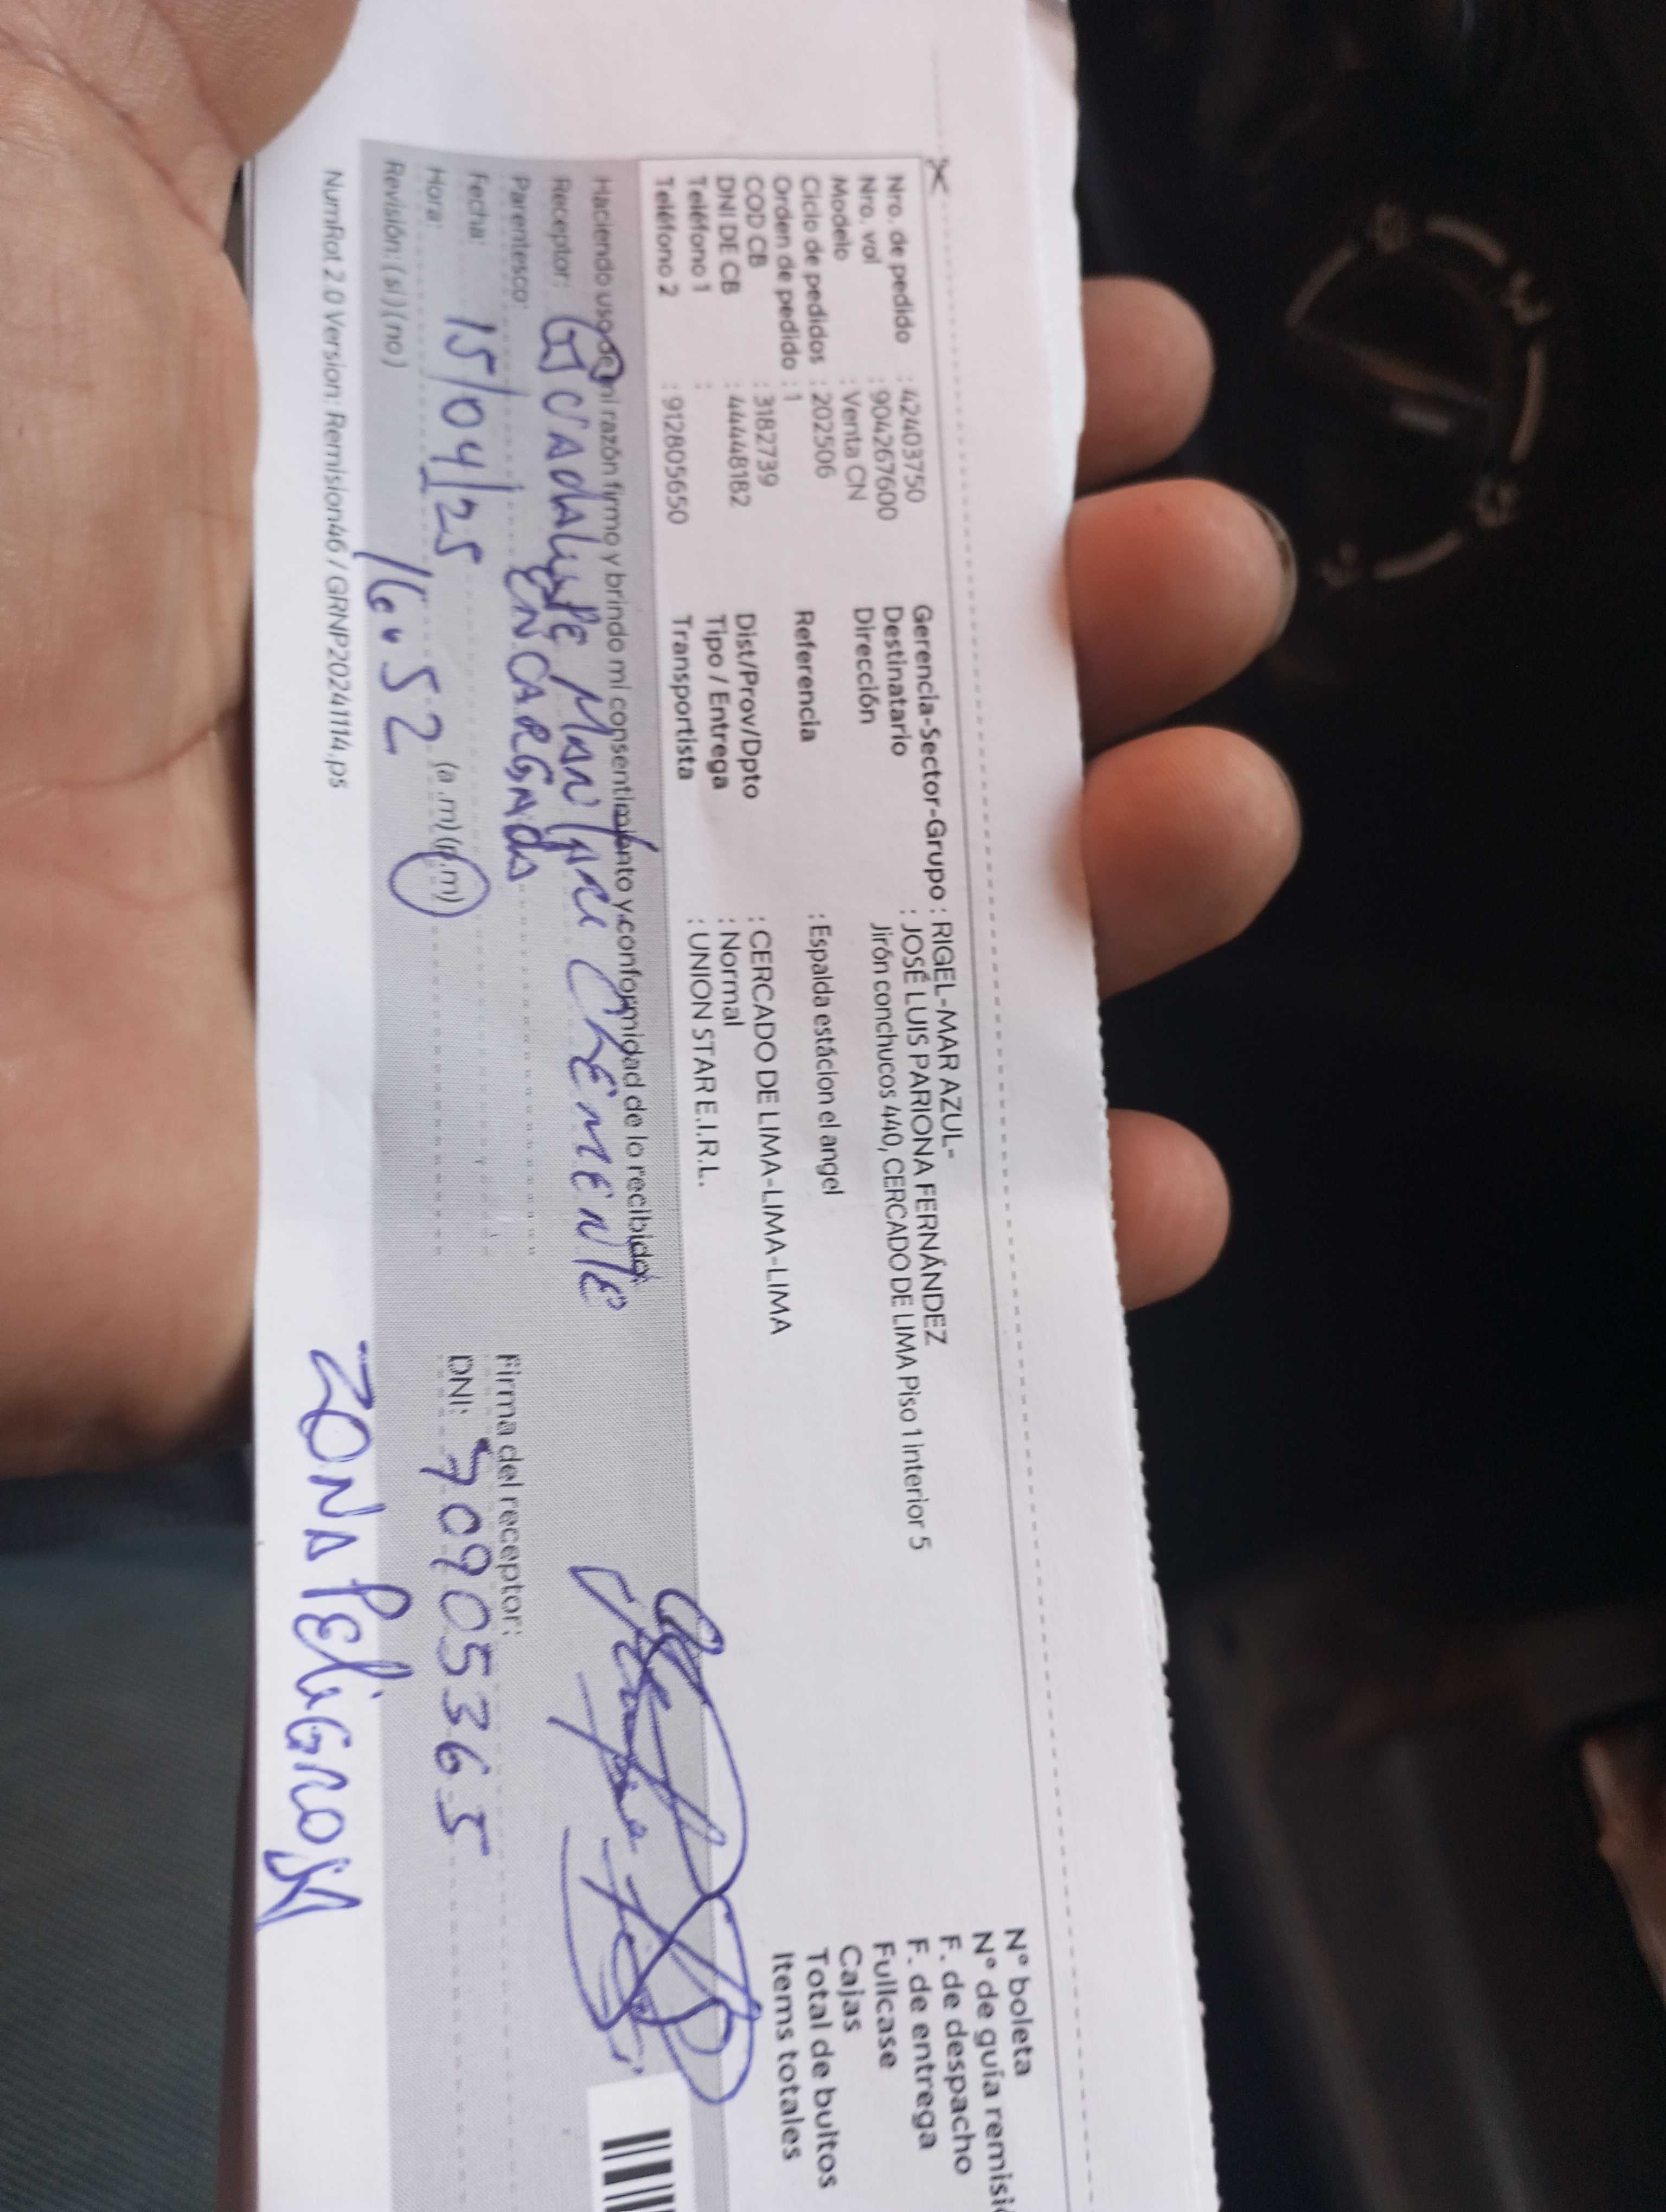 Nro. de pedido : 42403750
Nro. vol : 904267600
Modelo : Venta CN
Ciclo de pedidos : 202506
Orden de pedido : 1
COD CB : 3182739
DNI DE CB : 44448182
Teléfono 1 :
Teléfono 2 : 912805650
Gerencia-Sector-Grupo : RIGEL-MAR AZUL-
Destinatario : JOSÉ LUIS PARIONA FERNÁNDEZ
Dirección Jirón conchucos 440, CERCADO DE LIMA Piso 1 Interior 5
Referencia : Espalda estácion el angel
Dist/Prov/Dpto : CERCADO DE LIMA-LIMA-LIMA
Tipo / Entrega : Normal
Transportista : UNION STAR E.I.R.L.
N° boleta
N° de guía remisi
F. de despacho
F. de entrega
Fullcase
Cajas
Total de bultos
Items totales
Haciendo uso de mi razón firmo y brindo mi consentimiento y conformidad de lo recibido:
Receptor: CLEMENTE
Parentesco: ENCARGADA
Fecha: 15/04/25
Hora: 16:52 (a.m) (p.m)
Revisión: (si) (no)
Firma del receptor:
DNI: 70905365
NumRot 2.0 Version: Remision46 / GRNP20241114.ps
ZONA PELIGROSA